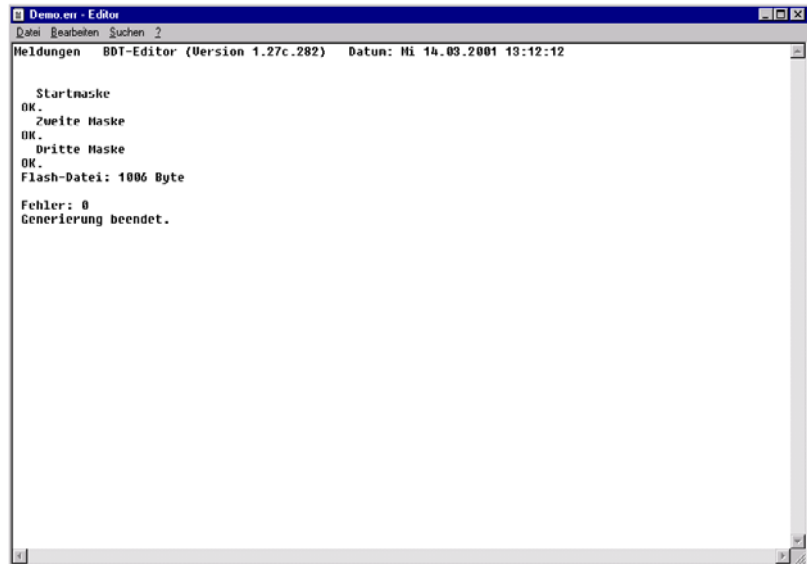 Demo.err - Editor
Datei Bearbeiten Suchen ?
Meldungen BDT-Editor (Version 1.27c.282) Datum: Mi 14.03.2001 13:12:12
Startmaske
OK.
Zweite Maske
OK.
Dritte Maske
OK.
Flash-Datei: 1006 Byte
Fehler: 0
Generierung beendet.